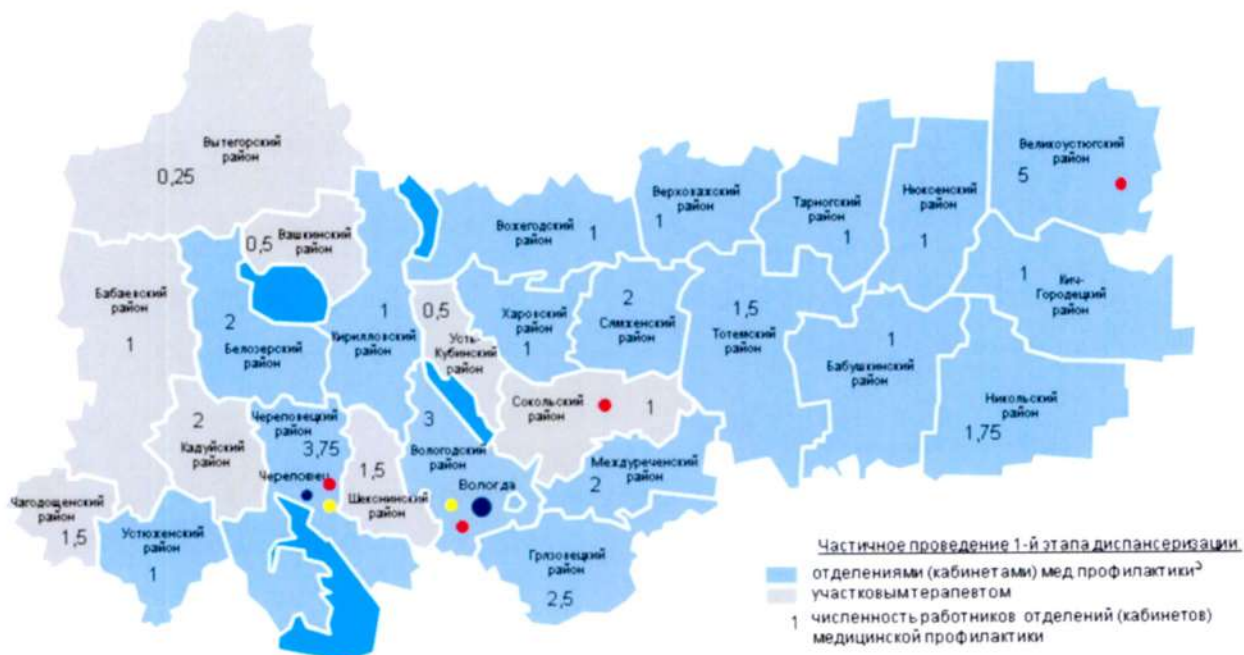 Вытегорский
район
0,25
Вашкинский
район
0,5
Бабаевский
район
1
2
Белозерский
район
1
Кирилловский
район
Вожегодский
район
1
Верховажский
район
1
Тарногский
район
1
Нюксенский
район
1
Великоустюгский
район
5
1
Кич-
Городецкий
район
0,5
Усть-
Кубинский
район
Харовский
район
1
2
Сямженский
район
1,5
Тотемский
район
1
Бабушкинский
район
Никольский
район
1,75
Сокольский
район
1
2
Кадуйский
район
Череповецкий
район
3,75
Череповец
1,5
Шекснинский
район
3
Вологодский
район
Вологда
Междуреченский
район
2
Чагодощенский
район
1,5
Устюженский
район
1
Грязовецкий
район
2,5
Частичное проведение 1-й этапа диспансеризации
отделениями (кабинетами) мед профилактики
участковым терапевтом
1 численность работников отделений (кабинетов)
медицинской профилактики